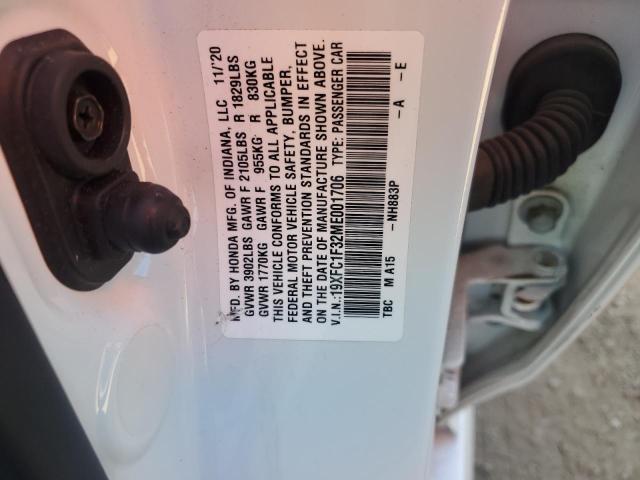 MFD. BY HONDA MFG. OF INDIANA, LLC 11/'20
GVWR 3902LBS GAWR F 2105LBS R 1829LBS
GVWR 1770KG GAWR F 955KG R 830KG
THIS VEHICLE CONFORMS TO ALL APPLICABLE
FEDERAL MOTOR VEHICLE SAFETY, BUMPER,
AND THEFT PREVENTION STANDARDS IN EFFECT
ON THE DATE OF MANUFACTURE SHOWN ABOVE.
V.I.N.:19XFC1F32ME001706 TYPE: PASSENGER CAR
TBC M A15 –NH883P –A –E